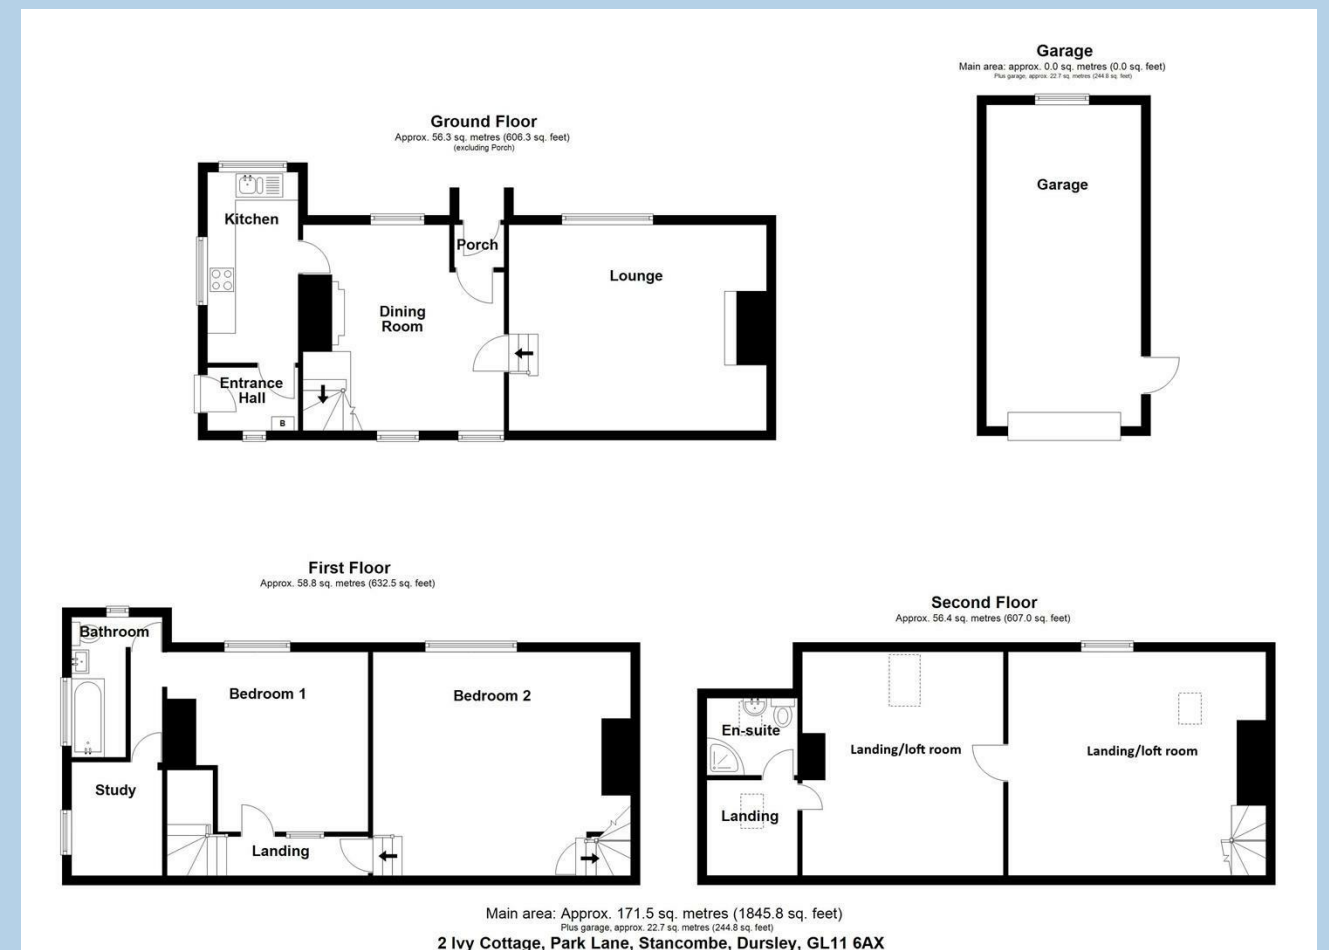 Garage
Main area: approx. 0.0 sq. metres (0.0 sq. feet)
Plus garage, approx. 22.7 sq. metres (244.8 sq. feet)
Garage
Ground Floor
Approx. 56.3 sq. metres (606.3 sq. feet)
(excluding Porch)
Kitchen
Porch
Lounge
Dining
Room
Entrance
Hall
B
First Floor
Approx. 58.8 sq. metres (632.5 sq. feet)
Bathroom
Bedroom 1
Bedroom 2
Study
Landing
Second Floor
Approx. 56.4 sq. metres (607.0 sq. feet)
En-suite
Landing/loft room
Landing/loft room
Landing
Main area: Approx. 171.5 sq. metres (1845.8 sq. feet)
Plus garage, approx. 22.7 sq. metres (244.8 sq. feet)
2 Ivy Cottage, Park Lane, Stancombe, Dursley, GL11 6AX